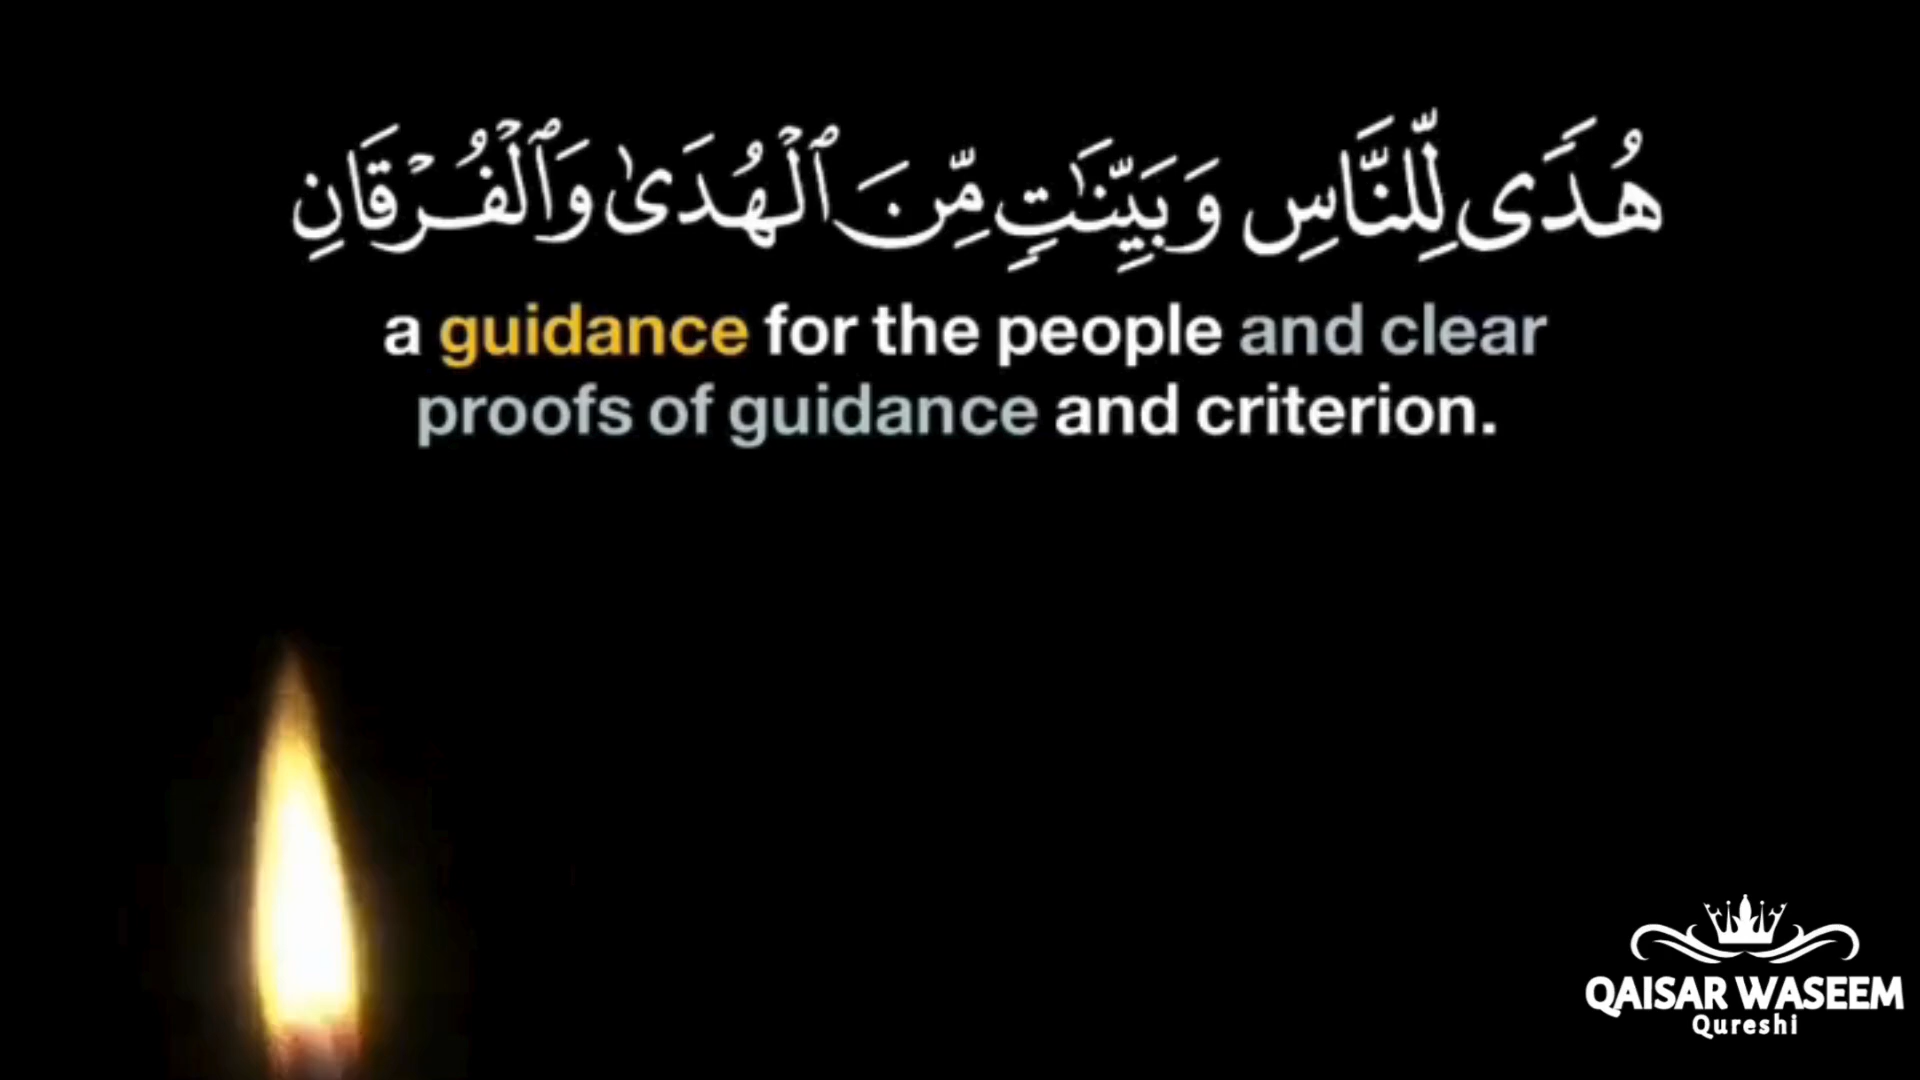 هُدًى لِّلنَّاسِ وَبَيِّنَٰتٍ مِّنَ ٱلْهُدَىٰ وَٱلْفُرْقَانِ
a guidance for the people and clear
proofs of guidance and criterion.
QAISAR WASEEM
Qureshi